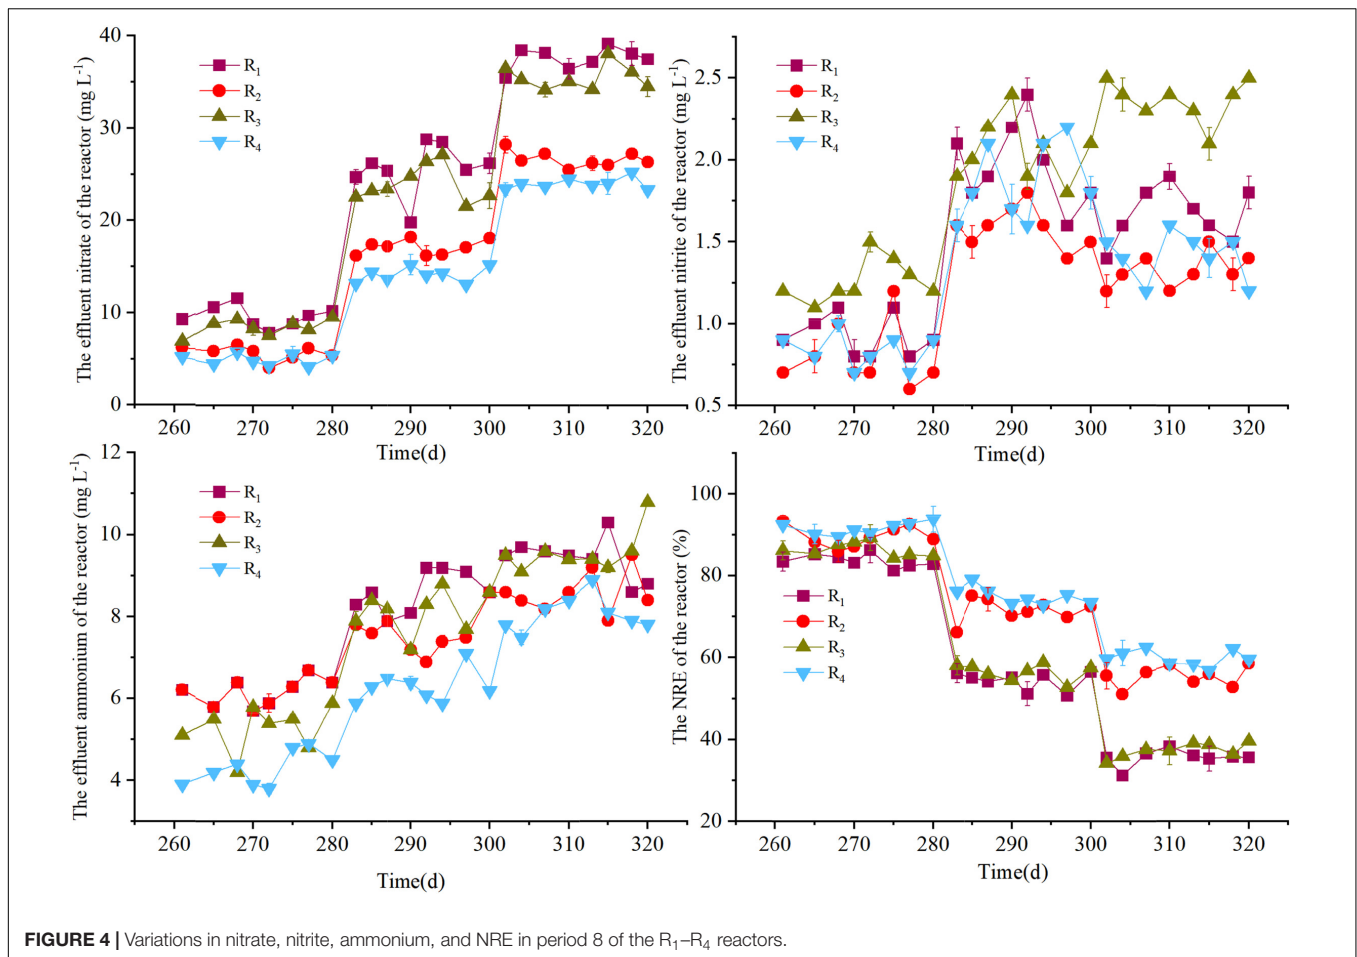 The effluent nitrate of the reactor (mg L⁻¹)
40
30
20
10
0
R₁
R₂
R₃
R₄
260 270 280 290 300 310 320
Time(d)
The effluent nitrite of the reactor (mg L⁻¹)
2.5
2.0
1.5
1.0
0.5
R₁
R₂
R₃
R₄
260 270 280 290 300 310 320
Time(d)
The effluent ammonium of the reactor (mg L⁻¹)
12
10
8
6
4
R₁
R₂
R₃
R₄
260 270 280 290 300 310 320
Time(d)
The NRE of the reactor (%)
100
80
60
40
20
R₁
R₂
R₃
R₄
260 270 280 290 300 310 320
Time(d)
FIGURE 4 | Variations in nitrate, nitrite, ammonium, and NRE in period 8 of the R₁–R₄ reactors.